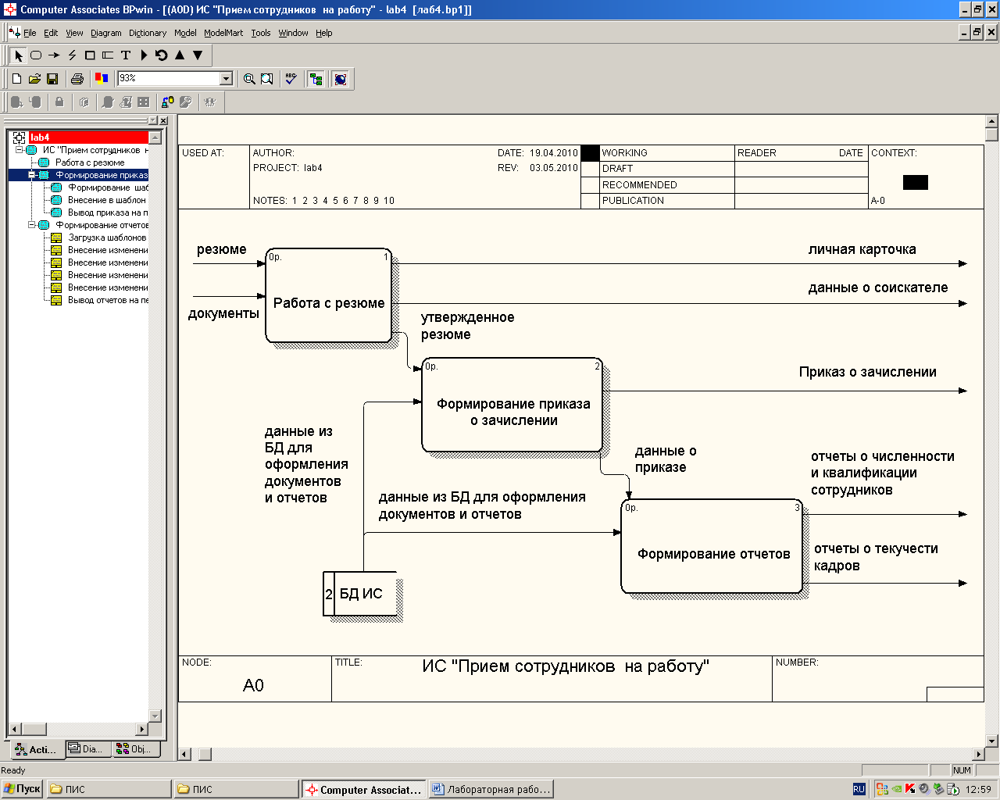 Computer Associates BPwin - [(A0D) ИС "Прием сотрудников  на работу" - lab4  [лаб4.bp1]]
File Edit View Diagram Dictionary Model ModelMart Tools Window Help
93%
ABC
lab4
ИС "Прием сотрудников н
Работа с резюме
Формирование приказ
Формирование  шаб
Внесение в шаблон
Вывод приказа на п
Формирование отчетов
Загрузка шаблонов
Внесение изменени
Внесение изменени
Внесение изменени
Внесение изменени
Вывод отчетов на пе
Acti... Dia... Obj...
USED AT:
AUTHOR:
DATE: 19.04.2010
PROJECT: lab4
REV: 03.05.2010
NOTES: 1 2 3 4 5 6 7 8 9 10
WORKING
DRAFT
RECOMMENDED
PUBLICATION
READER DATE
CONTEXT:
A-0
резюме
документы
0р. 1
Работа с резюме
личная карточка
данные о соискателе
утвержденное
резюме
0р. 2
Формирование приказа
о зачислении
Приказ о зачислении
данные из
БД для
оформления
документов
и отчетов
данные о
приказе
данные из БД для оформления
документов и отчетов
0р. 3
Формирование отчетов
отчеты о численности
и квалификации
сотрудников
отчеты о текучести
кадров
2 БД ИС
NODE:
A0
TITLE:
ИС "Прием сотрудников  на работу"
NUMBER:
Ready
NUM
Пуск
ПИС
ПИС
Computer Associat...
Лабораторная рабо...
RU
12:59